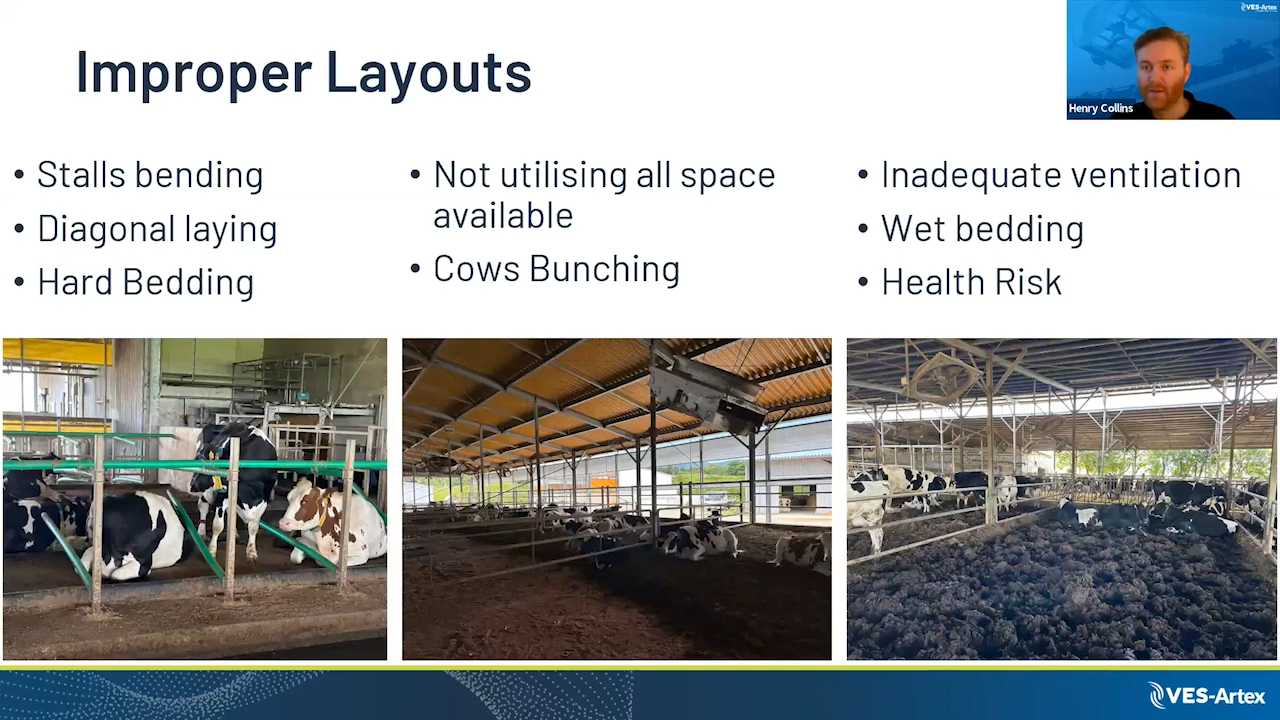 Improper Layouts
VES-Artex
Henry Collins
• Stalls bending
• Diagonal laying
• Hard Bedding
• Not utilising all space
available
• Cows Bunching
• Inadequate ventilation
• Wet bedding
• Health Risk
VES-Artex